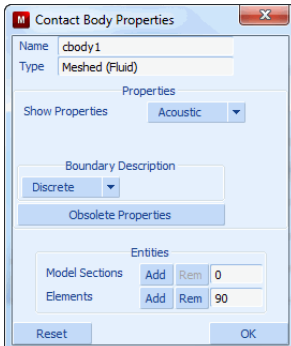 M Contact Body Properties X
Name cbody1
Type Meshed (Fluid)
Properties
Show Properties Acoustic
Boundary Description
Discrete
Obsolete Properties
Entities
Model Sections Add Rem 0
Elements Add Rem 90
Reset OK